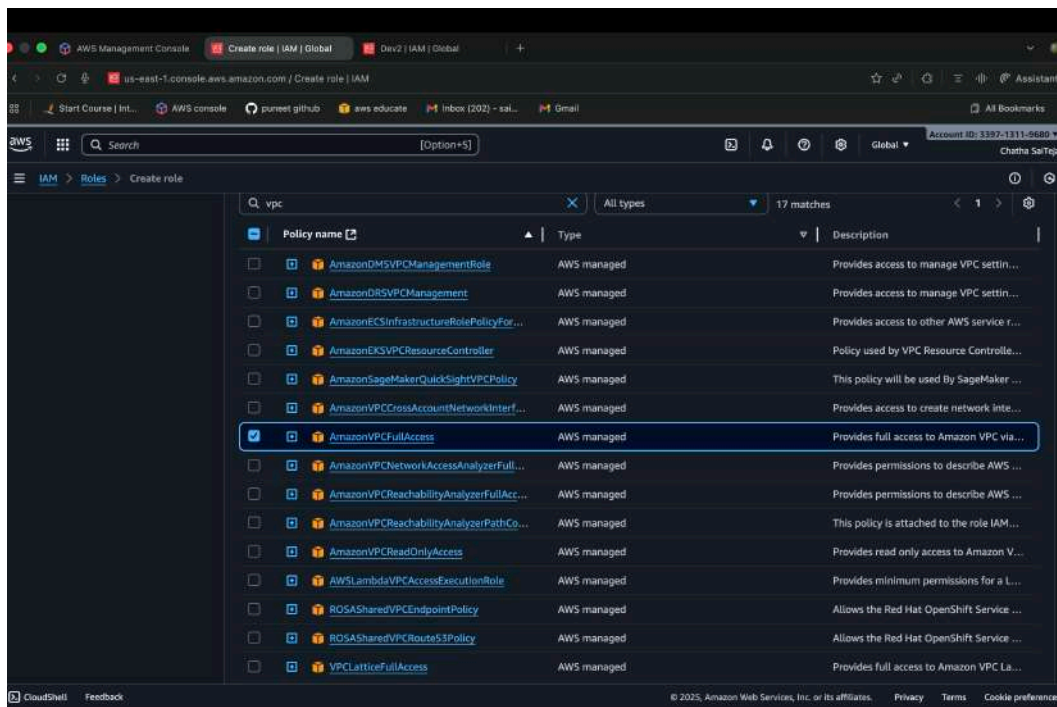 AWS Management Console Create role | IAM | Global Dev2 | IAM | Global +
us-east-1.console.aws.amazon.com / Create role | IAM Assistant
Start Course | Int... AWS console puneet github aws educate Inbox (202) - sai... Gmail All Bookmarks
aws Search [Option+S] Global Account ID: 3397-1311-9680
Chatha SaiTeja
IAM > Roles > Create role
vpc All types 17 matches < 1 >
Policy name Type Description
AmazonDMSVPCManagementRole AWS managed Provides access to manage VPC settin...
AmazonDRSVPCManagement AWS managed Provides access to manage VPC settin...
AmazonECSInfrastructureRolePolicyFor... AWS managed Provides access to other AWS service r...
AmazonEKSVPCResourceController AWS managed Policy used by VPC Resource Controlle...
AmazonSageMakerQuickSightVPCPolicy AWS managed This policy will be used By SageMaker ...
AmazonVPCCrossAccountNetworkInterf... AWS managed Provides access to create network inte...
AmazonVPCFullAccess AWS managed Provides full access to Amazon VPC via...
AmazonVPCNetworkAccessAnalyzerFull... AWS managed Provides permissions to describe AWS ...
AmazonVPCReachabilityAnalyzerFullAcc... AWS managed Provides permissions to describe AWS ...
AmazonVPCReachabilityAnalyzerPathCo... AWS managed This policy is attached to the role IAM...
AmazonVPCReadOnlyAccess AWS managed Provides read only access to Amazon V...
AWSLambdaVPCAccessExecutionRole AWS managed Provides minimum permissions for a L...
ROSASharedVPCEndpointPolicy AWS managed Allows the Red Hat OpenShift Service ...
ROSASharedVPCRoute53Policy AWS managed Allows the Red Hat OpenShift Service ...
VPCLatticeFullAccess AWS managed Provides full access to Amazon VPC La...
CloudShell Feedback © 2025, Amazon Web Services, Inc. or its affiliates. Privacy Terms Cookie preference